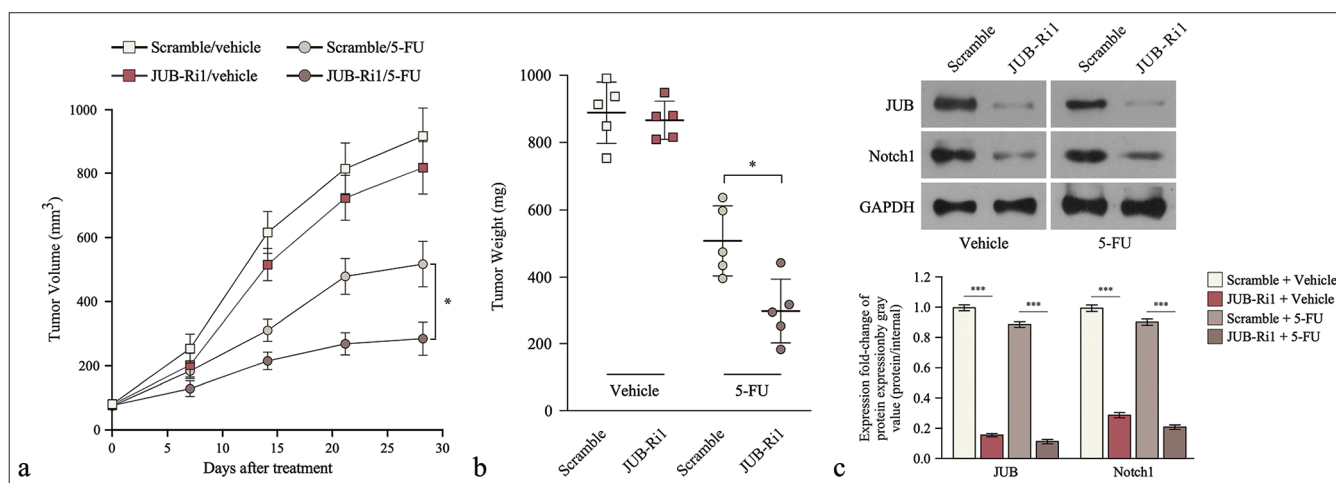 Scramble/vehicle
Scramble/5-FU
JUB-Ri1/vehicle
JUB-Ri1/5-FU
Tumor Volume (mm³)
1000
800
600
400
200
0
*
0
5
10
15
20
25
30
Days after treatment
a
Tumor Weight (mg)
1000
800
600
400
200
0
*
Vehicle
5-FU
Scramble
JUB-Ri1
Scramble
JUB-Ri1
b
Scramble
JUB-Ri1
Scramble
JUB-Ri1
JUB
Notch1
GAPDH
Vehicle
5-FU
Expression fold-change of
protein expressionby gray
value (protein/internal)
1.2
1.0
0.8
0.6
0.4
0.2
0.0
***
***
***
***
JUB
Notch1
Scramble + Vehicle
JUB-Ri1 + Vehicle
Scramble + 5-FU
JUB-Ri1 + 5-FU
c